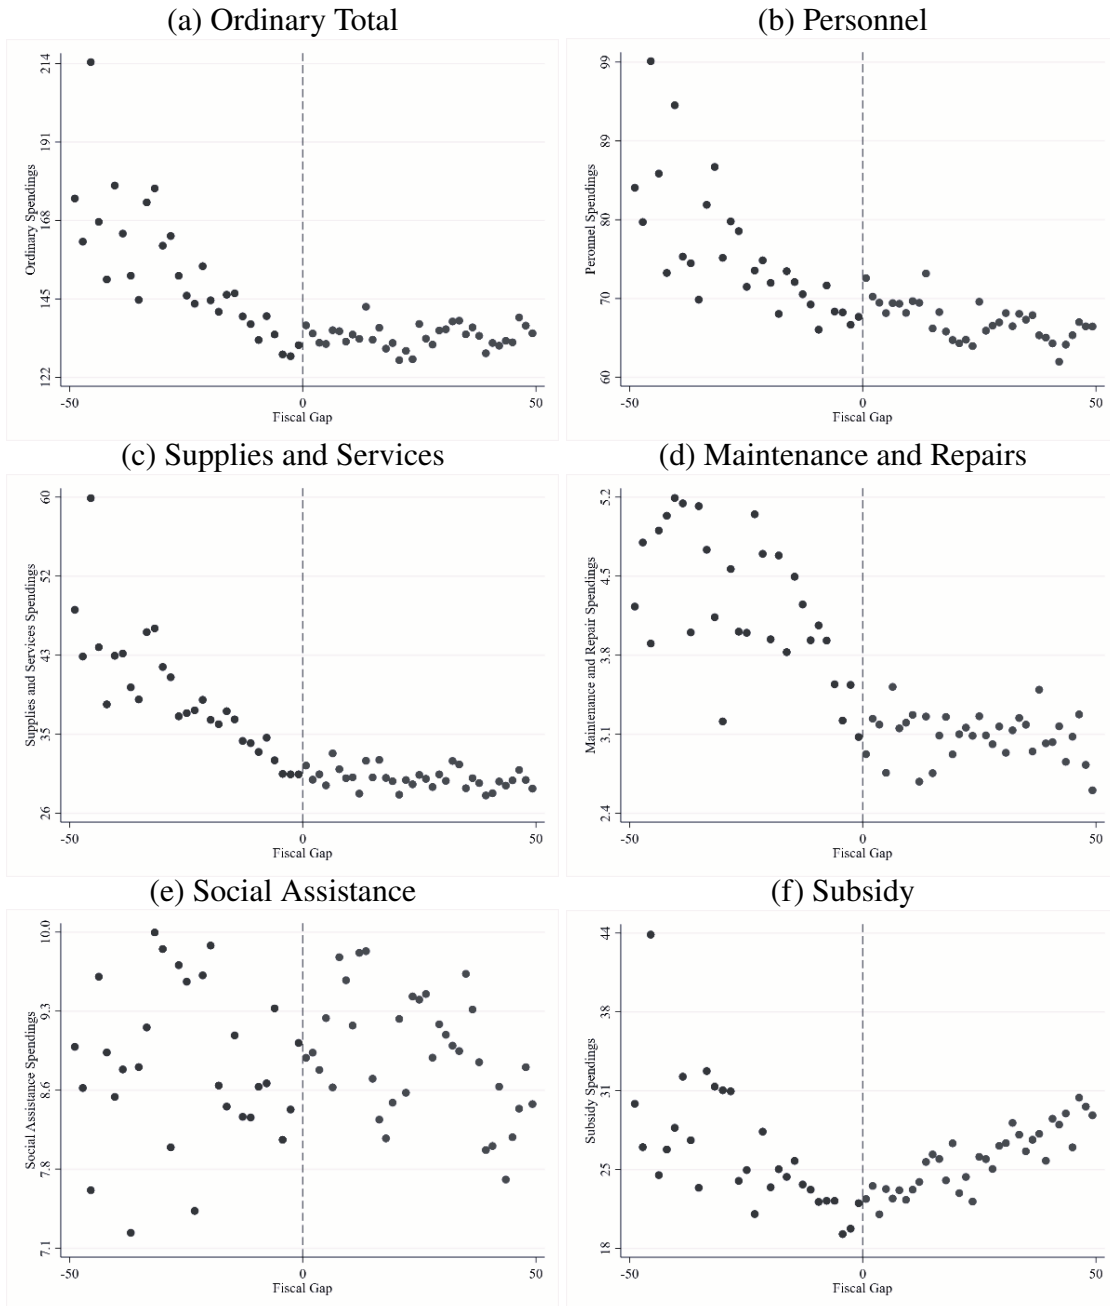 (a) Ordinary Total
Ordinary Spendings
214
191
168
145
122
-50 0 50
Fiscal Gap
(b) Personnel
Peronnel Spendings
99
89
80
70
60
-50 0 50
Fiscal Gap
(c) Supplies and Services
Supplies and Services Spendings
60
52
43
35
26
-50 0 50
Fiscal Gap
(d) Maintenance and Repairs
Maintenance and Repair Spendings
5.2
4.5
3.8
3.1
2.4
-50 0 50
Fiscal Gap
(e) Social Assistance
Social Assistance Spendings
10.0
9.3
8.6
7.8
7.1
-50 0 50
Fiscal Gap
(f) Subsidy
Subsidy Spendings
44
38
31
25
18
-50 0 50
Fiscal Gap